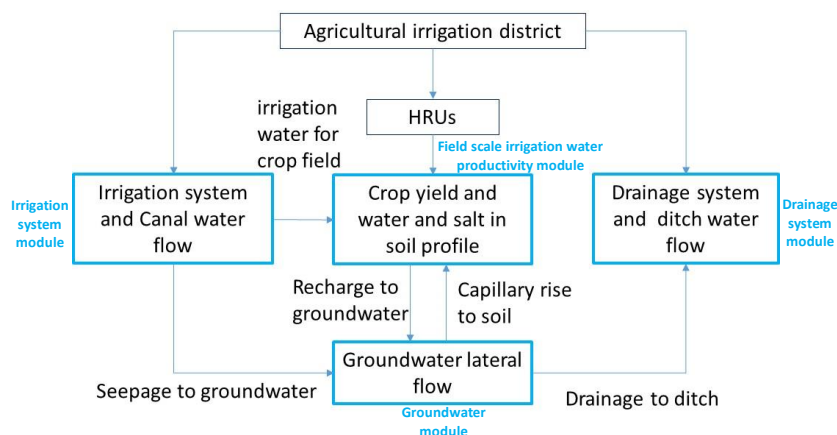 Agricultural irrigation district
irrigation
water for
crop field
HRUs
Field scale irrigation water
productivity module
Irrigation
system
module
Irrigation system
and Canal water
flow
Crop yield and
water and salt in
soil profile
Drainage system
and ditch water
flow
Drainage
system
module
Recharge to
groundwater
Capillary rise
to soil
Seepage to groundwater
Groundwater lateral
flow
Drainage to ditch
Groundwater
module